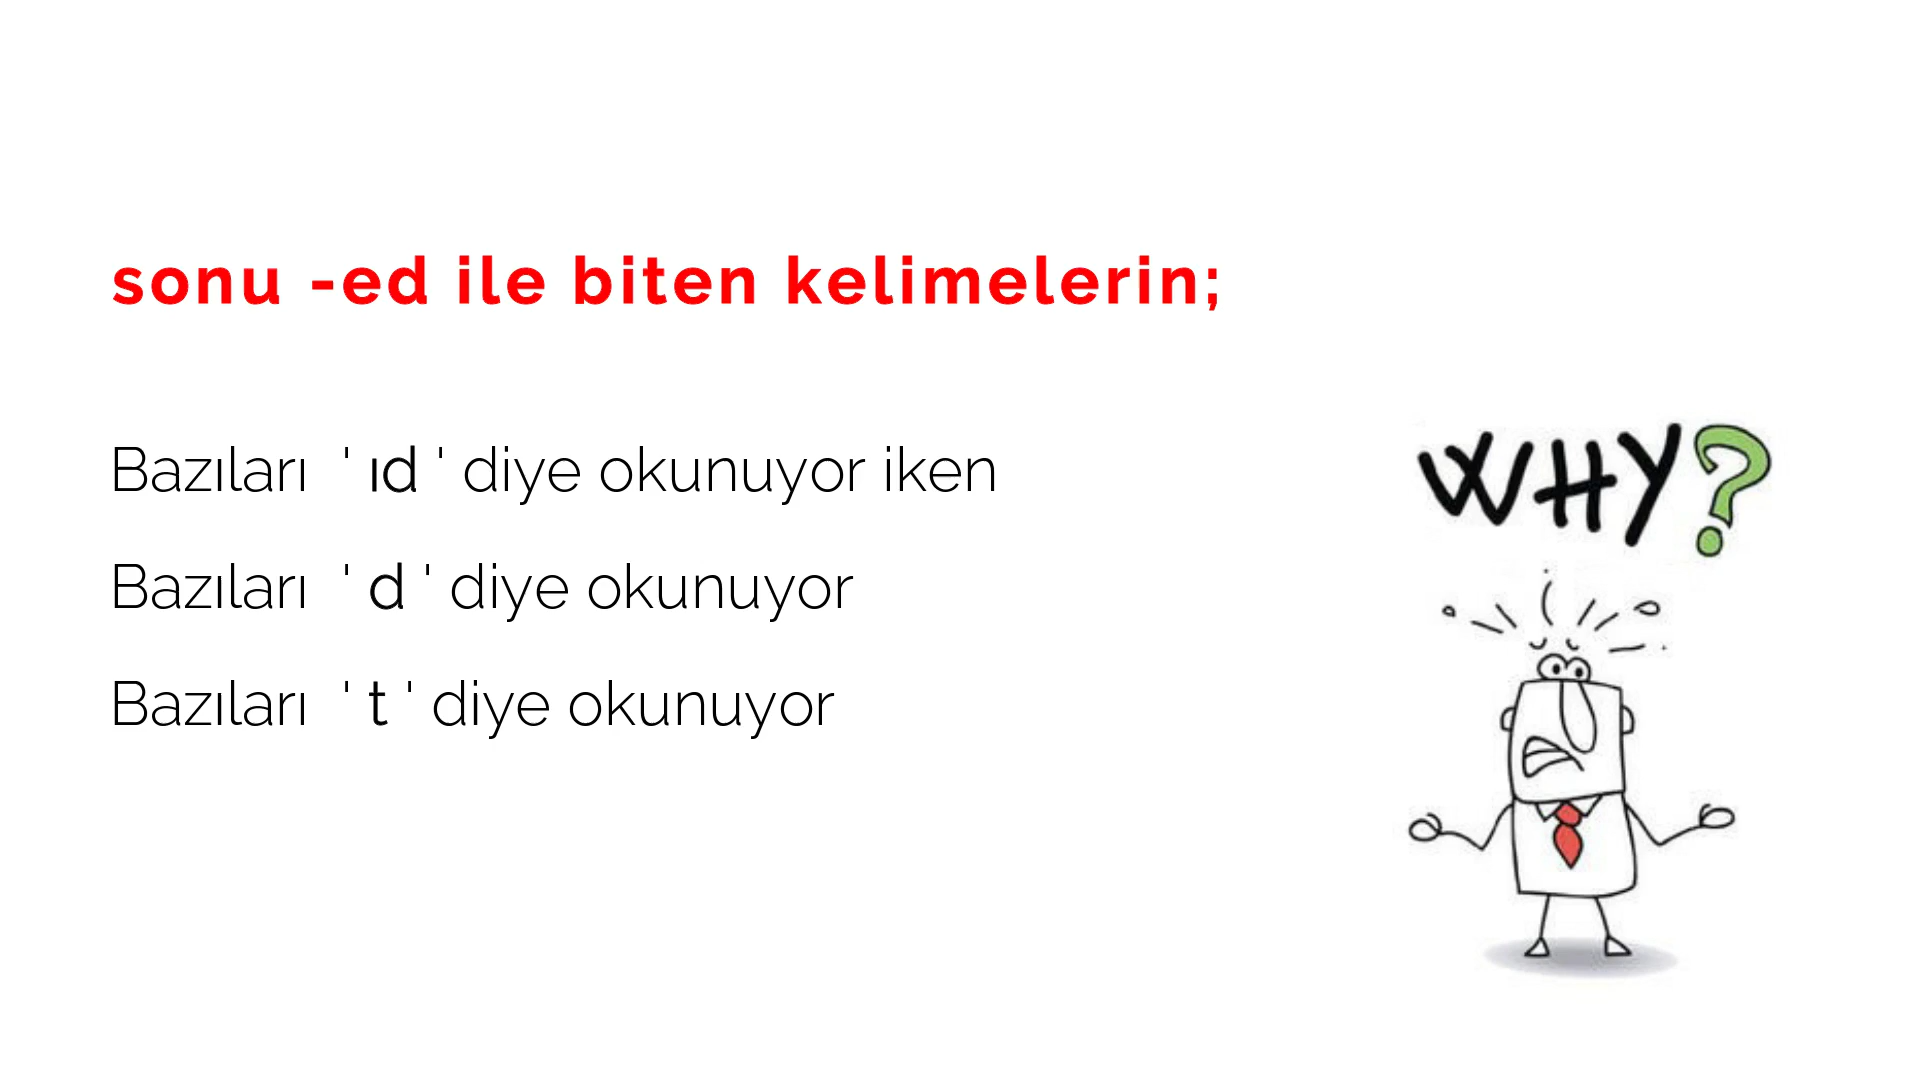 sonu -ed ile biten kelimelerin;
Bazıları ' ıd ' diye okunuyor iken
Bazıları ' d ' diye okunuyor
Bazıları ' t ' diye okunuyor
WHY?